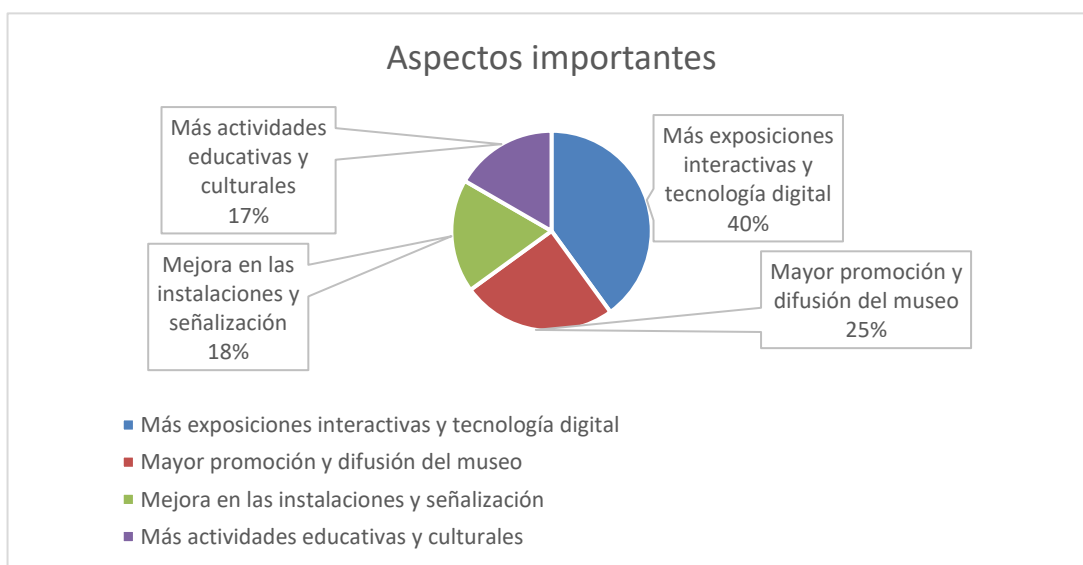 Aspectos importantes
Más actividades
educativas y
culturales
17%
Más exposiciones
interactivas y
tecnología digital
40%
Mejora en las
instalaciones y
señalización
18%
Mayor promoción y
difusión del museo
25%
Más exposiciones interactivas y tecnología digital
Mayor promoción y difusión del museo
Mejora en las instalaciones y señalización
Más actividades educativas y culturales